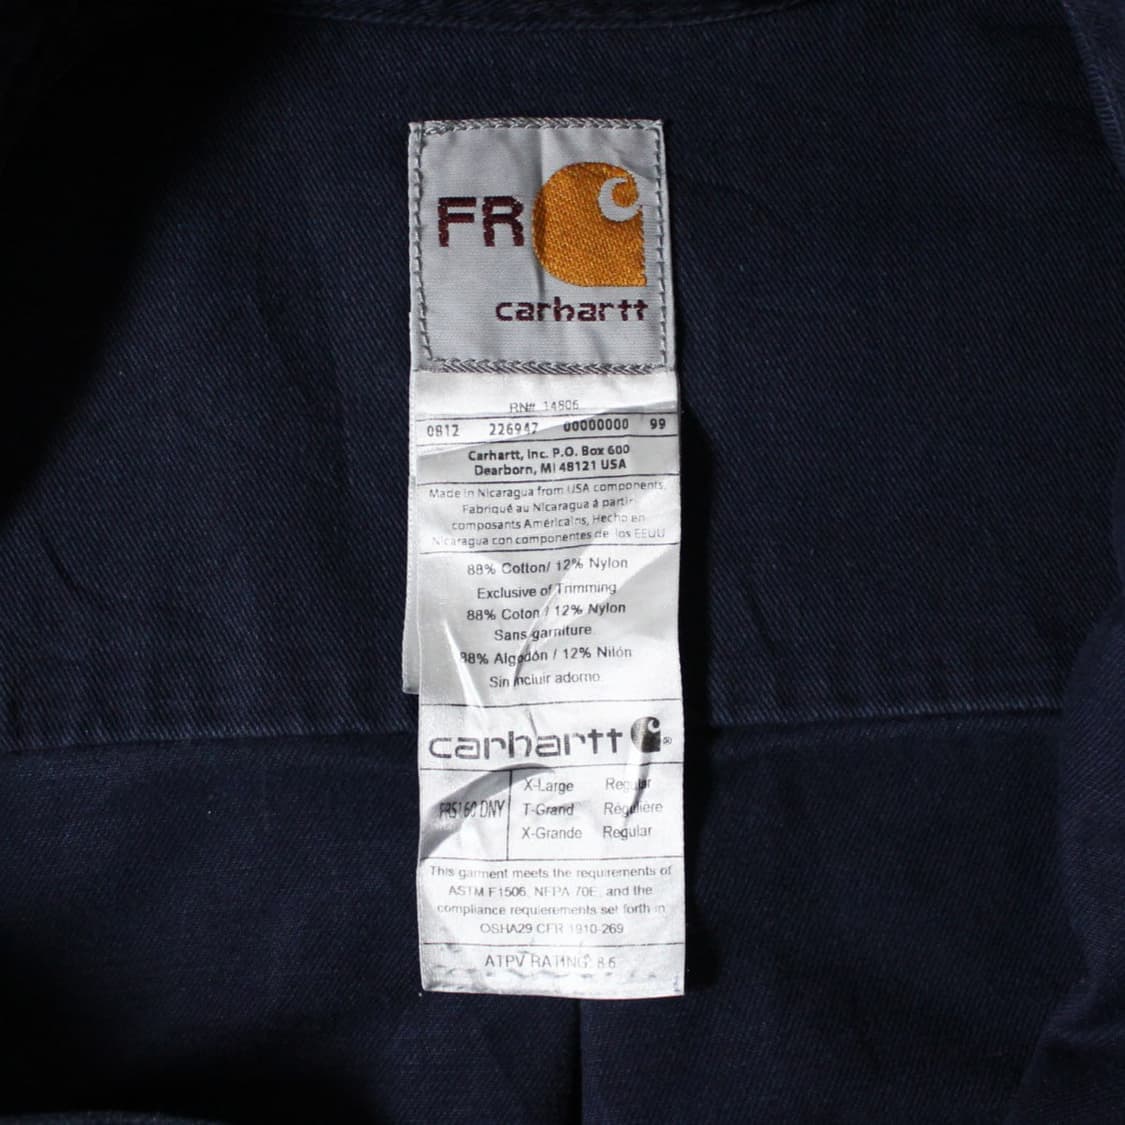 FR
carhartt
RN# 14806
0812 226947 00000000 99
Carhartt, Inc. P.O. Box 600
Dearborn, MI 48121 USA
Made in Nicaragua from USA components,
Fabriqué au Nicaragua á partir
composants Américains, Hecho en
Nicaragua con componentes de los EEUU
88% Cotton/ 12% Nylon
Exclusive of Trimming
88% Coton / 12% Nylon
Sans garniture
88% Algodón / 12% Nilón
Sin incluir adorno
carhartt ®
FRS160 DNY
X-Large Regular
T-Grand Régulière
X-Grande Regular
This garment meets the requirements of
ASTM F1506, NFPA 70E, and the
compliance requierements set forth in
OSHA29 CFR 1910-269
ATPV RATING: 8.6